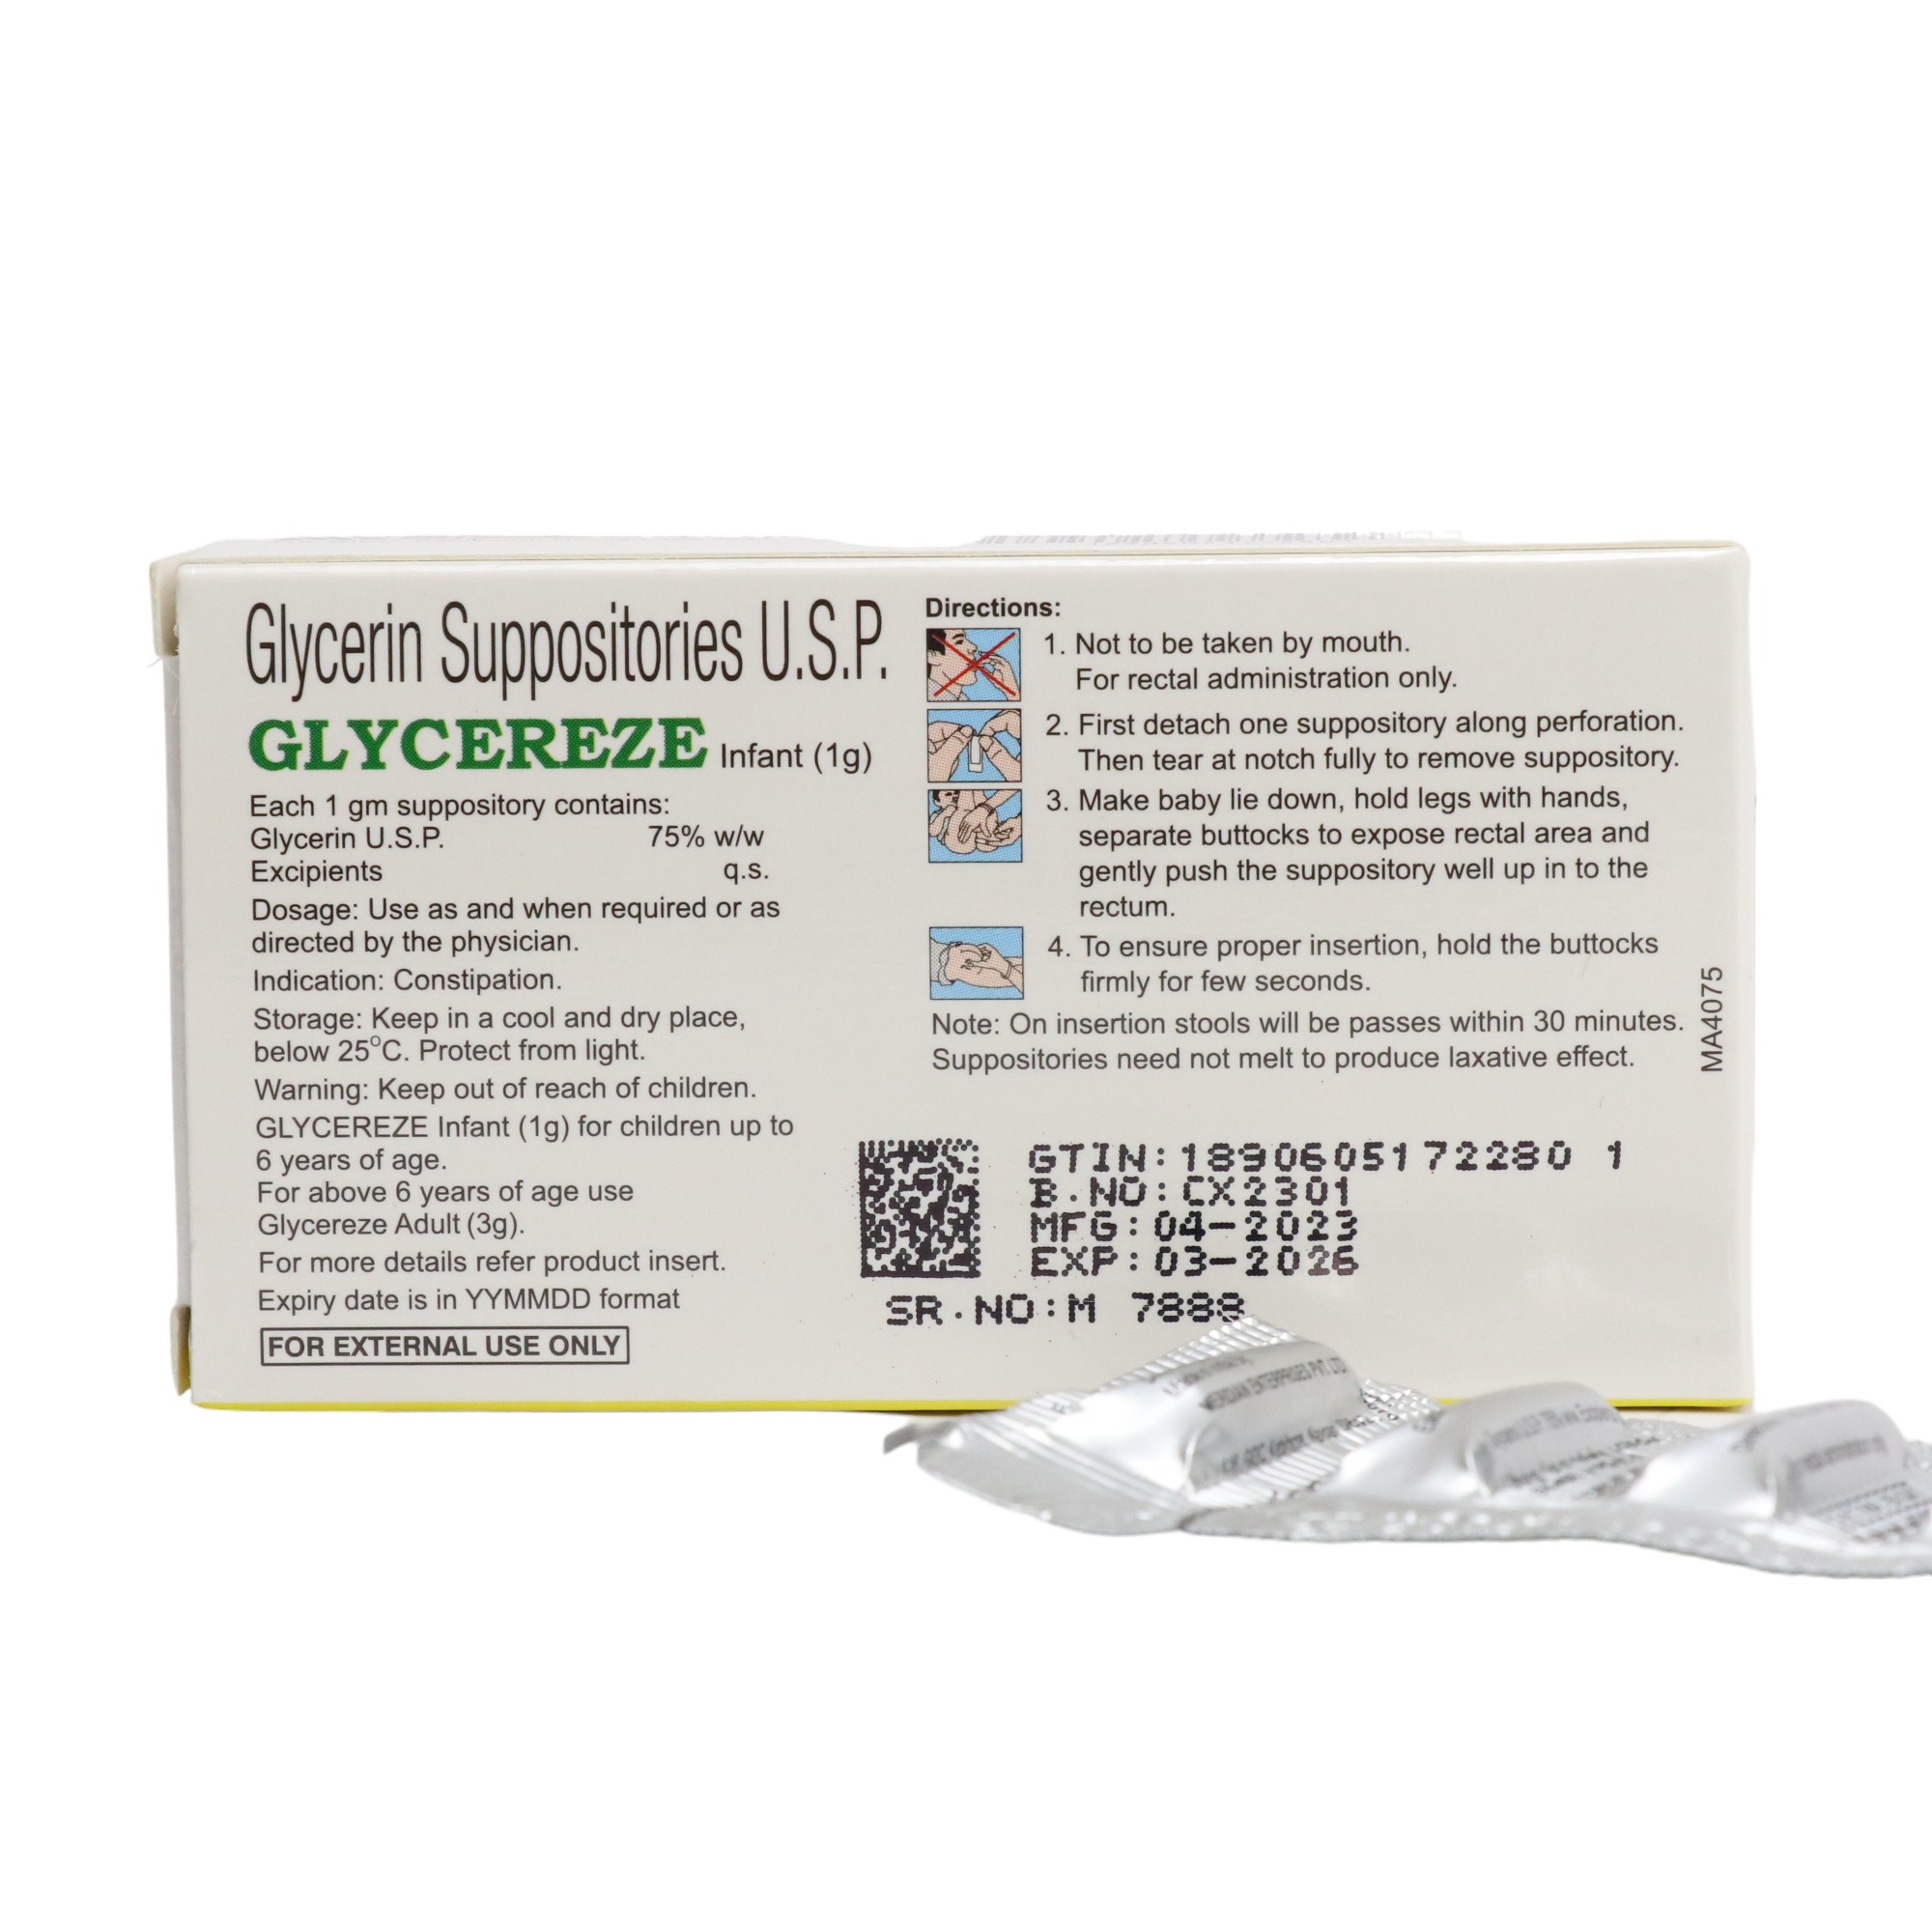 Glycerin Suppositories U.S.P.
GLYCEREZE Infant (1g)
Each 1 gm suppository contains:
Glycerin U.S.P. 75% w/w
Excipients q.s.
Dosage: Use as and when required or as
directed by the physician.
Indication: Constipation.
Storage: Keep in a cool and dry place,
below 25°C. Protect from light.
Warning: Keep out of reach of children.
GLYCEREZE Infant (1g) for children up to
6 years of age.
For above 6 years of age use
Glycereze Adult (3g).
For more details refer product insert.
Expiry date is in YYMMDD format
FOR EXTERNAL USE ONLY
Directions:
1. Not to be taken by mouth.
For rectal administration only.
2. First detach one suppository along perforation.
Then tear at notch fully to remove suppository.
3. Make baby lie down, hold legs with hands,
separate buttocks to expose rectal area and
gently push the suppository well up in to the
rectum.
4. To ensure proper insertion, hold the buttocks
firmly for few seconds.
Note: On insertion stools will be passes within 30 minutes.
Suppositories need not melt to produce laxative effect.
MA4075
GTIN:1890605172280 1
B.NO:CX2301
MFG:04-2023
EXP:03-2026
SR.NO:M 7888
ENTERPRISES PVT.LTD